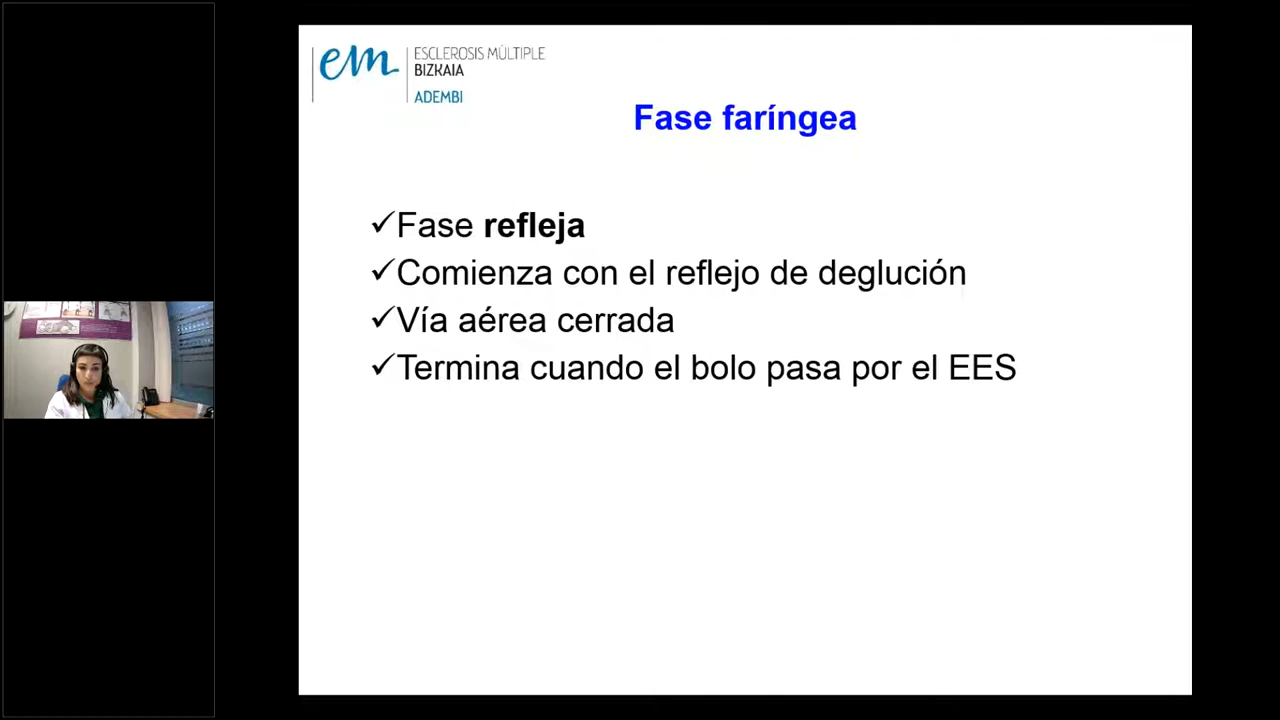 em
ESCLEROSIS MÚLTIPLE
BIZKAIA
ADEMBI
Fase faríngea
✓Fase refleja
✓Comienza con el reflejo de deglución
✓Vía aérea cerrada
✓Termina cuando el bolo pasa por el EES